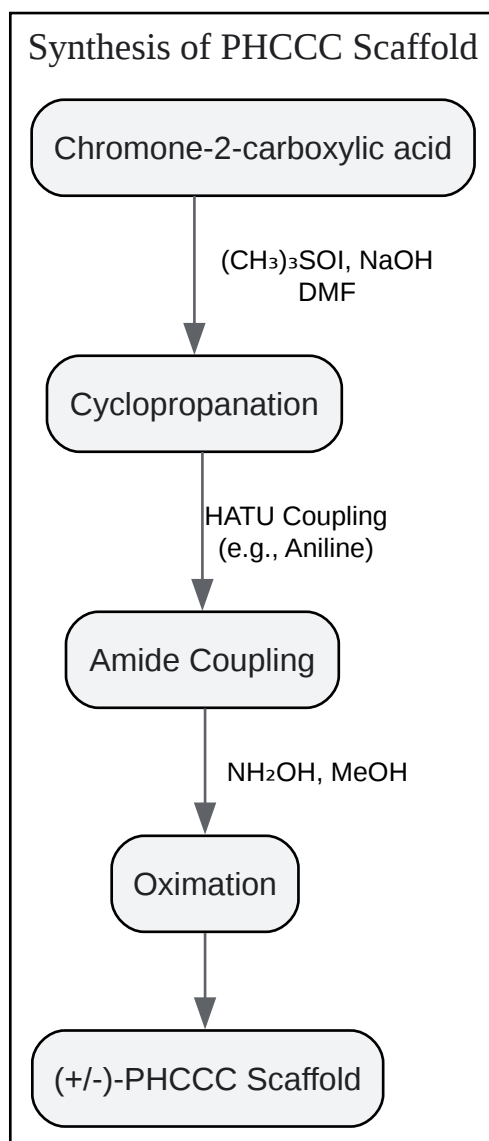 Synthesis of PHCCC Scaffold
Chromone-2-carboxylic acid
(CH₃)₃SOI, NaOH
DMF
Cyclopropanation
HATU Coupling
(e.g., Aniline)
Amide Coupling
NH₂OH, MeOH
Oximation
(+/-)-PHCCC Scaffold